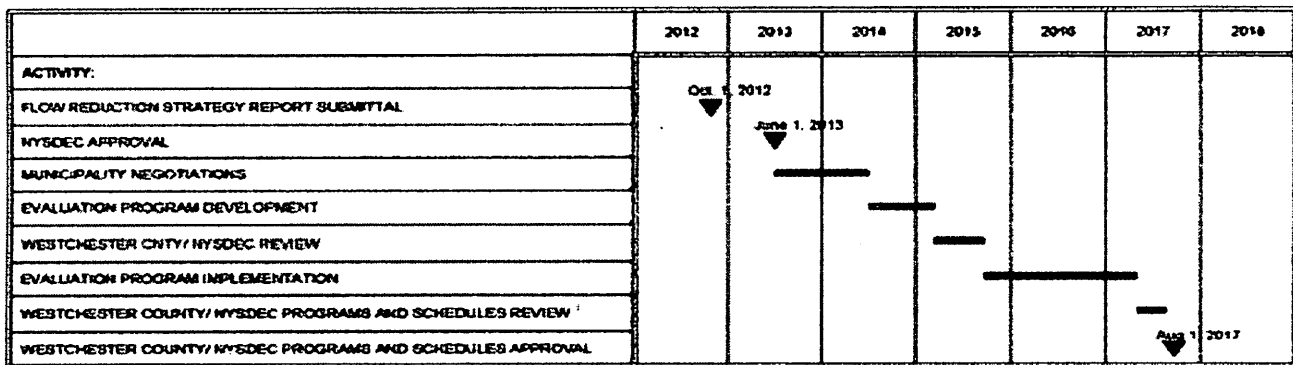 2012 2013 2014 2015 2016 2017 2018
ACTIVITY:
FLOW REDUCTION STRATEGY REPORT SUBMITTAL
Oct. 1, 2012
NYSDEC APPROVAL
June 1, 2013
MUNICIPALITY NEGOTIATIONS
EVALUATION PROGRAM DEVELOPMENT
WESTCHESTER CNTY/ NYSDEC REVIEW
EVALUATION PROGRAM IMPLEMENTATION
WESTCHESTER COUNTY/ NYSDEC PROGRAMS AND SCHEDULES REVIEW
WESTCHESTER COUNTY/ NYSDEC PROGRAMS AND SCHEDULES APPROVAL
Aug 1, 2017